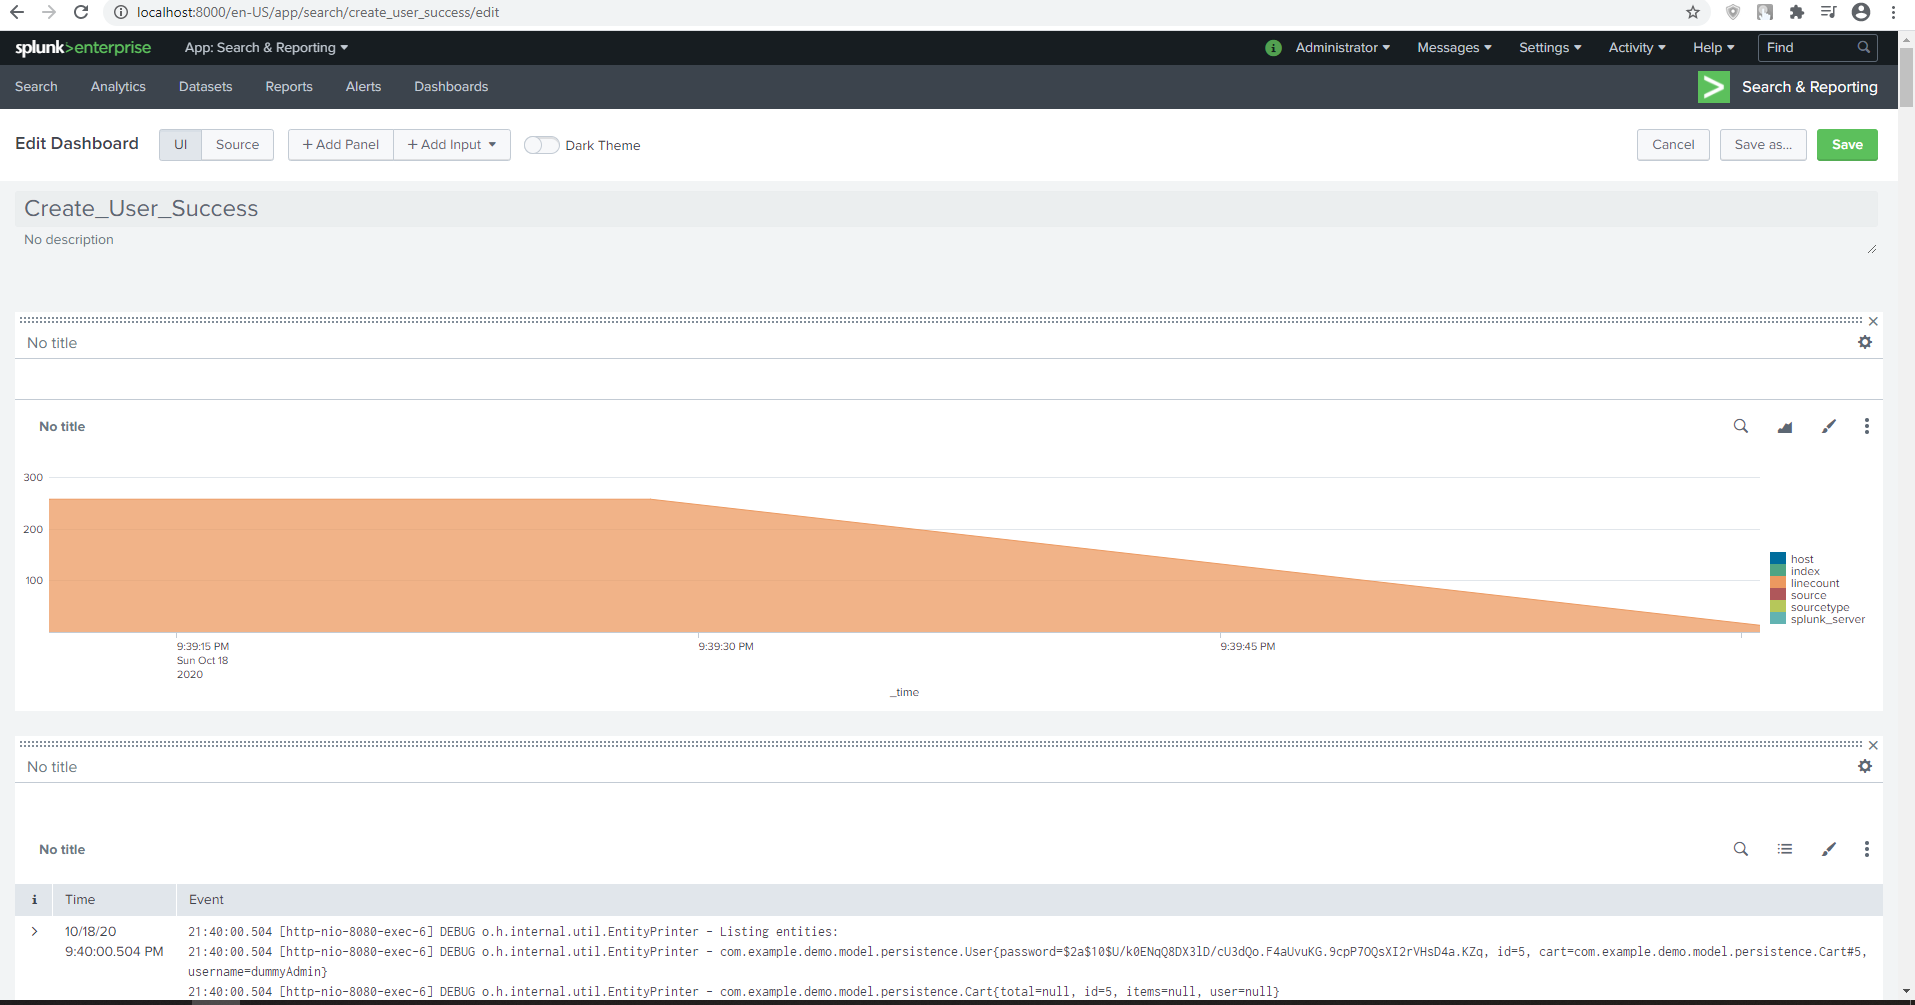 localhost:8000/en-US/app/search/create_user_success/edit
splunk>enterprise App: Search & Reporting i Administrator Messages Settings Activity Help Find
Search Analytics Datasets Reports Alerts Dashboards Search & Reporting
Edit Dashboard UI Source + Add Panel + Add Input Dark Theme Cancel Save as... Save
Create_User_Success
No description
No title
No title
300
200
100
host
index
linecount
source
sourcetype
splunk_server
9:39:15 PM 9:39:30 PM 9:39:45 PM
Sun Oct 18
2020
_time
No title
No title
i Time Event
10/18/20 21:40:00.504 [http-nio-8080-exec-6] DEBUG o.h.internal.util.EntityPrinter - Listing entities:
9:40:00.504 PM 21:40:00.504 [http-nio-8080-exec-6] DEBUG o.h.internal.util.EntityPrinter - com.example.demo.model.persistence.User{password=$2a$10$U/k0ENqQ8DX3lD/cU3dQo.F4aUvuKG.9cpP7OQsXI2rVHsD4a.KZq, id=5, cart=com.example.demo.model.persistence.Cart#5,
username=dummyAdmin}
21:40:00.504 [http-nio-8080-exec-6] DEBUG o.h.internal.util.EntityPrinter - com.example.demo.model.persistence.Cart{total=null, id=5, items=null, user=null}